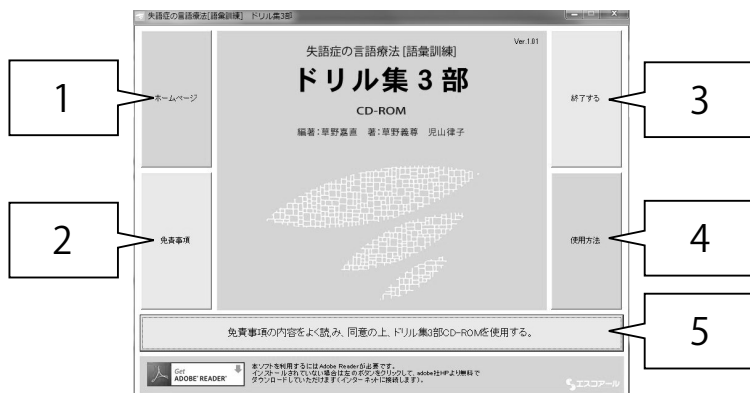 失語症の言語療法[語彙訓練] ドリル集3部
Ver.1.01
失語症の言語療法 [語彙訓練]
ドリル集 3 部
CD-ROM
編著:草野嘉直 著:草野義尊 児山律子
1
ホームページ
3
終了する
2
免責事項
4
使用方法
5
免責事項の内容をよく読み、同意の上、ドリル集3部CD-ROMを使用する。
Get
ADOBE® READER®
本ソフトを利用するにはAdobe Readerが必要です。
インストールされていない場合は左のボタンをクリックして、adobe社HPより無料で
ダウンロードしていただけます(インターネットに接続します)。
エスコアール